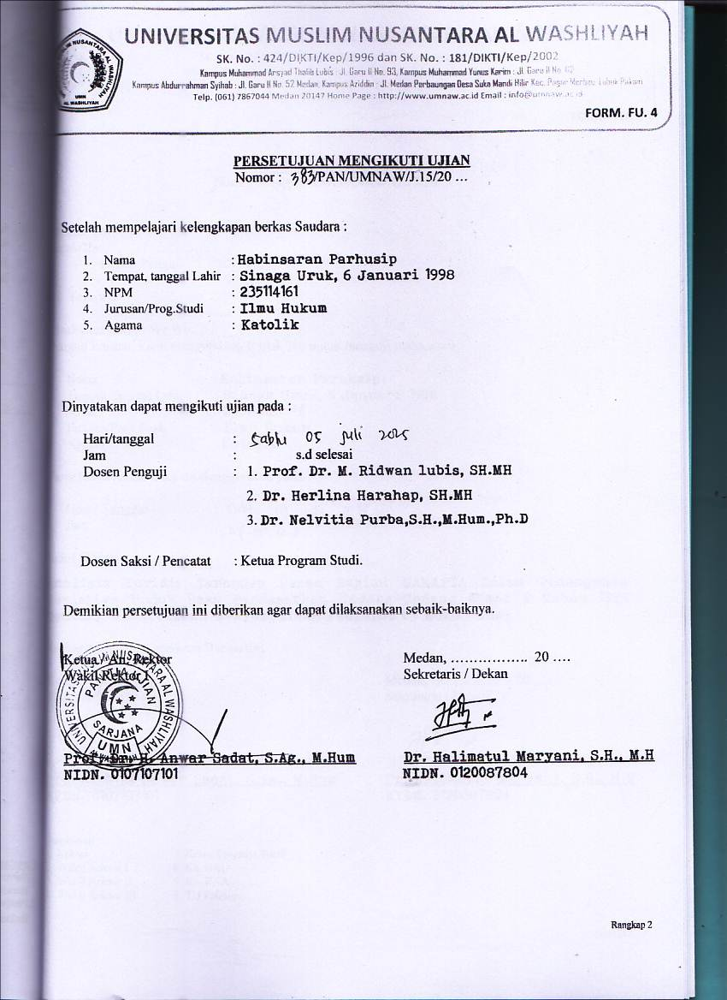 UNIVERSITAS MUSLIM NUSANTARA AL WASHLIYAH
SK. No. : 424/DIKTI/Kep/1996 dan SK. No. : 181/DIKTI/Kep/2002
Kampus Muhammad Arsyad Thalib Lubis : Jl. Garu II No. 93, Kampus Muhammad Yunus Karim : Jl. Garu II No. 02
Kampus Abdurrahman Syihab : Jl. Garu II No. 52 Medan, Kampus Aziddin : Jl. Medan Perbaungan Desa Suka Mandi Hilir Kec. Pagar Merbau Lubuk Pakam
Telp. (061) 7867044 Medan 20147 Home Page : http://www.umnaw.ac.id Email : info@umnaw.ac.id
UMN
AL WASHLIYAH
FORM. FU. 4
PERSETUJUAN MENGIKUTI UJIAN
Nomor : 383/PAN/UMNAW/J.15/20 ...
Setelah mempelajari kelengkapan berkas Saudara :
1. Nama : Habinsaran Parhusip
2. Tempat, tanggal Lahir : Sinaga Uruk, 6 Januari 1998
3. NPM : 235114161
4. Jurusan/Prog.Studi : Ilmu Hukum
5. Agama : Katolik
Dinyatakan dapat mengikuti ujian pada :
Hari/tanggal : Sabtu 05 Juli 2025
Jam : s.d selesai
Dosen Penguji : 1. Prof. Dr. M. Ridwan lubis, SH.MH
2. Dr. Herlina Harahap, SH.MH
3. Dr. Nelvitia Purba,S.H.,M.Hum.,Ph.D
Dosen Saksi / Pencatat : Ketua Program Studi.
Demikian persetujuan ini diberikan agar dapat dilaksanakan sebaik-baiknya.
Ketua / An. Rektor
Wakil Rektor I
UNIVERSITAS MUSLIM NUSANTARA AL WASHLIYAH
PANITIA UJIAN
SARJANA
UMN
AL WASHLIYAH
Prof. Dr. H. Anwar Sadat, S.Ag., M.Hum
NIDN. 0107107101
Medan, ................. 20 ....
Sekretaris / Dekan
Dr. Halimatul Maryani, S.H., M.H
NIDN. 0120087804
Rangkap 2